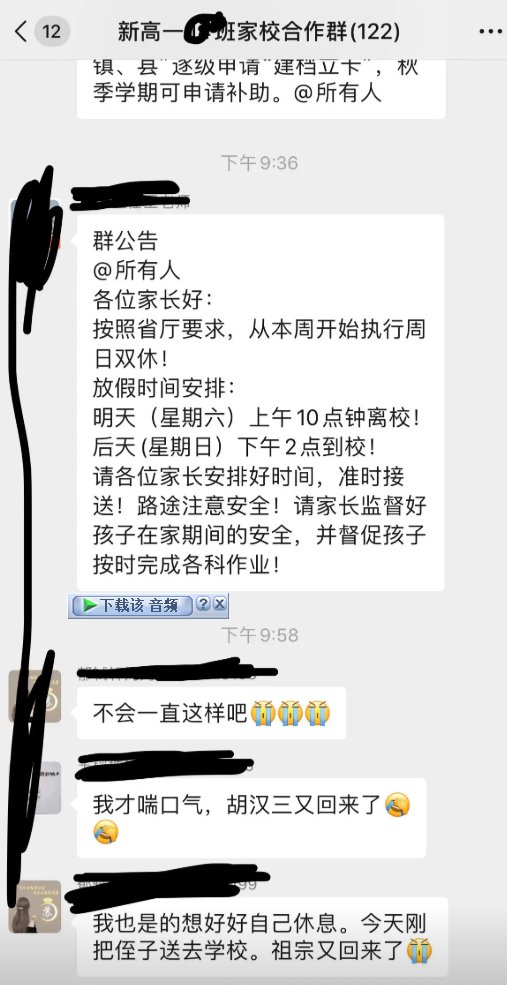 12
新高一
班家校合作群(122)
镇、县"逐级申请"建档立卡"，秋
季学期可申请补助。@所有人
下午9:36
群公告
@所有人
各位家长好：
按照省厅要求，从本周开始执行周
日双休！
放假时间安排：
明天（星期六）上午10点钟离校！
后天(星期日）下午2点到校！
请各位家长安排好时间，准时接
送！路途注意安全！请家长监督好
孩子在家期间的安全，并督促孩子
按时完成各科作业！
下载该 音频
下午9:58
不会一直这样吧😭😭😭
我才喘口气，胡汉三又回来了🤣
🤣
我也是的想好好自己休息。今天刚
把侄子送去学校。祖宗又回来了😭